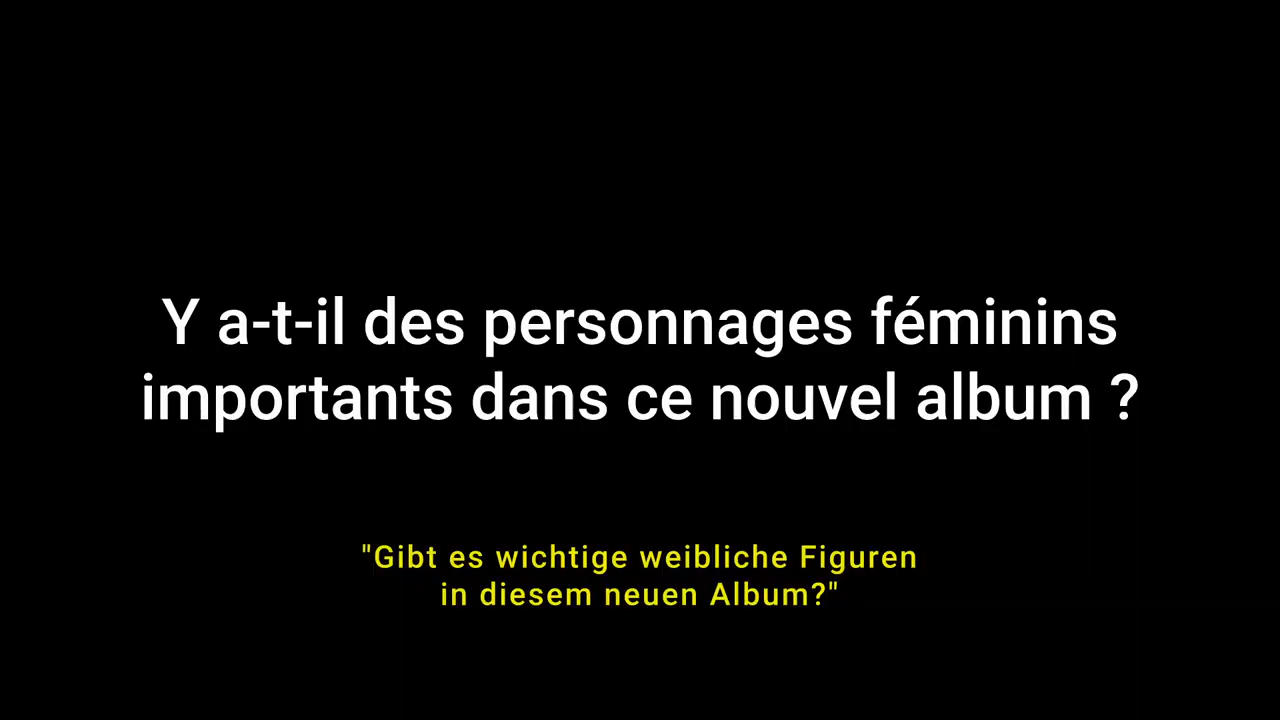 Y a-t-il des personnages féminins
importants dans ce nouvel album ?
"Gibt es wichtige weibliche Figuren
in diesem neuen Album?"